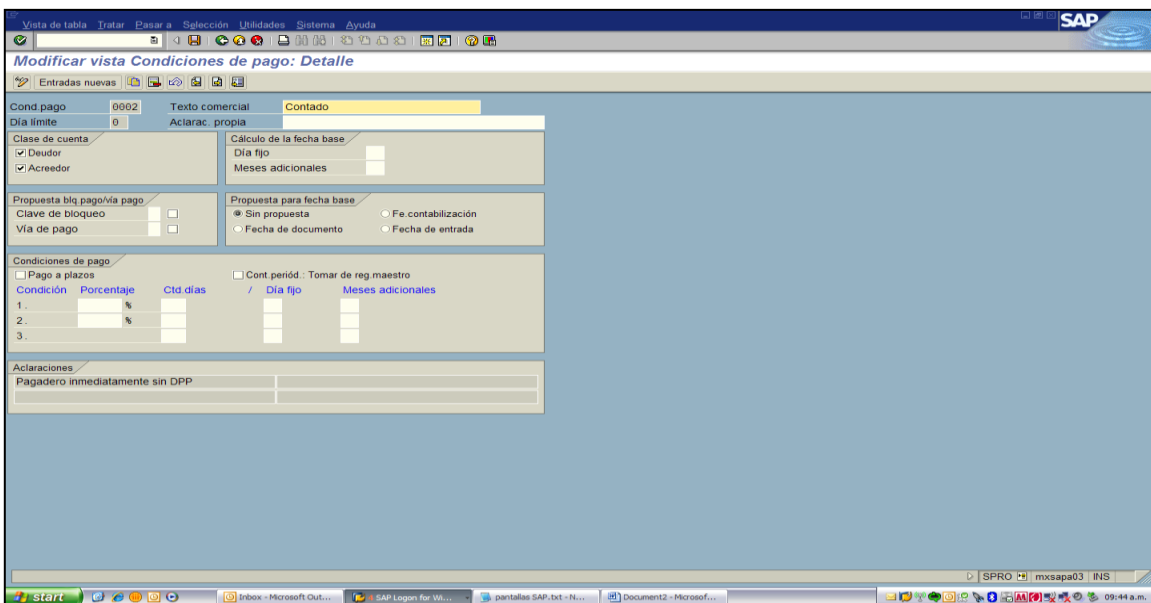 Vista de tabla Tratar Pasar a Selección Utilidades Sistema Ayuda
SAP
Modificar vista Condiciones de pago: Detalle
Entradas nuevas
Cond.pago 0002 Texto comercial Contado
Día límite 0 Aclarac. propia
Clase de cuenta Cálculo de la fecha base
Deudor Día fijo
Acreedor Meses adicionales
Propuesta blq.pago/vía pago Propuesta para fecha base
Clave de bloqueo Sin propuesta Fe.contabilización
Vía de pago Fecha de documento Fecha de entrada
Condiciones de pago
Pago a plazos Cont.periód.: Tomar de reg.maestro
Condición Porcentaje Ctd.días / Día fijo Meses adicionales
1. %
2. %
3.
Aclaraciones
Pagadero inmediatamente sin DPP
SPRO mxsapa03 INS
start Inbox - Microsoft Out... SAP Logon for Wi... pantallas SAP.txt - N... Document2 - Microsof... 09:44 a.m.